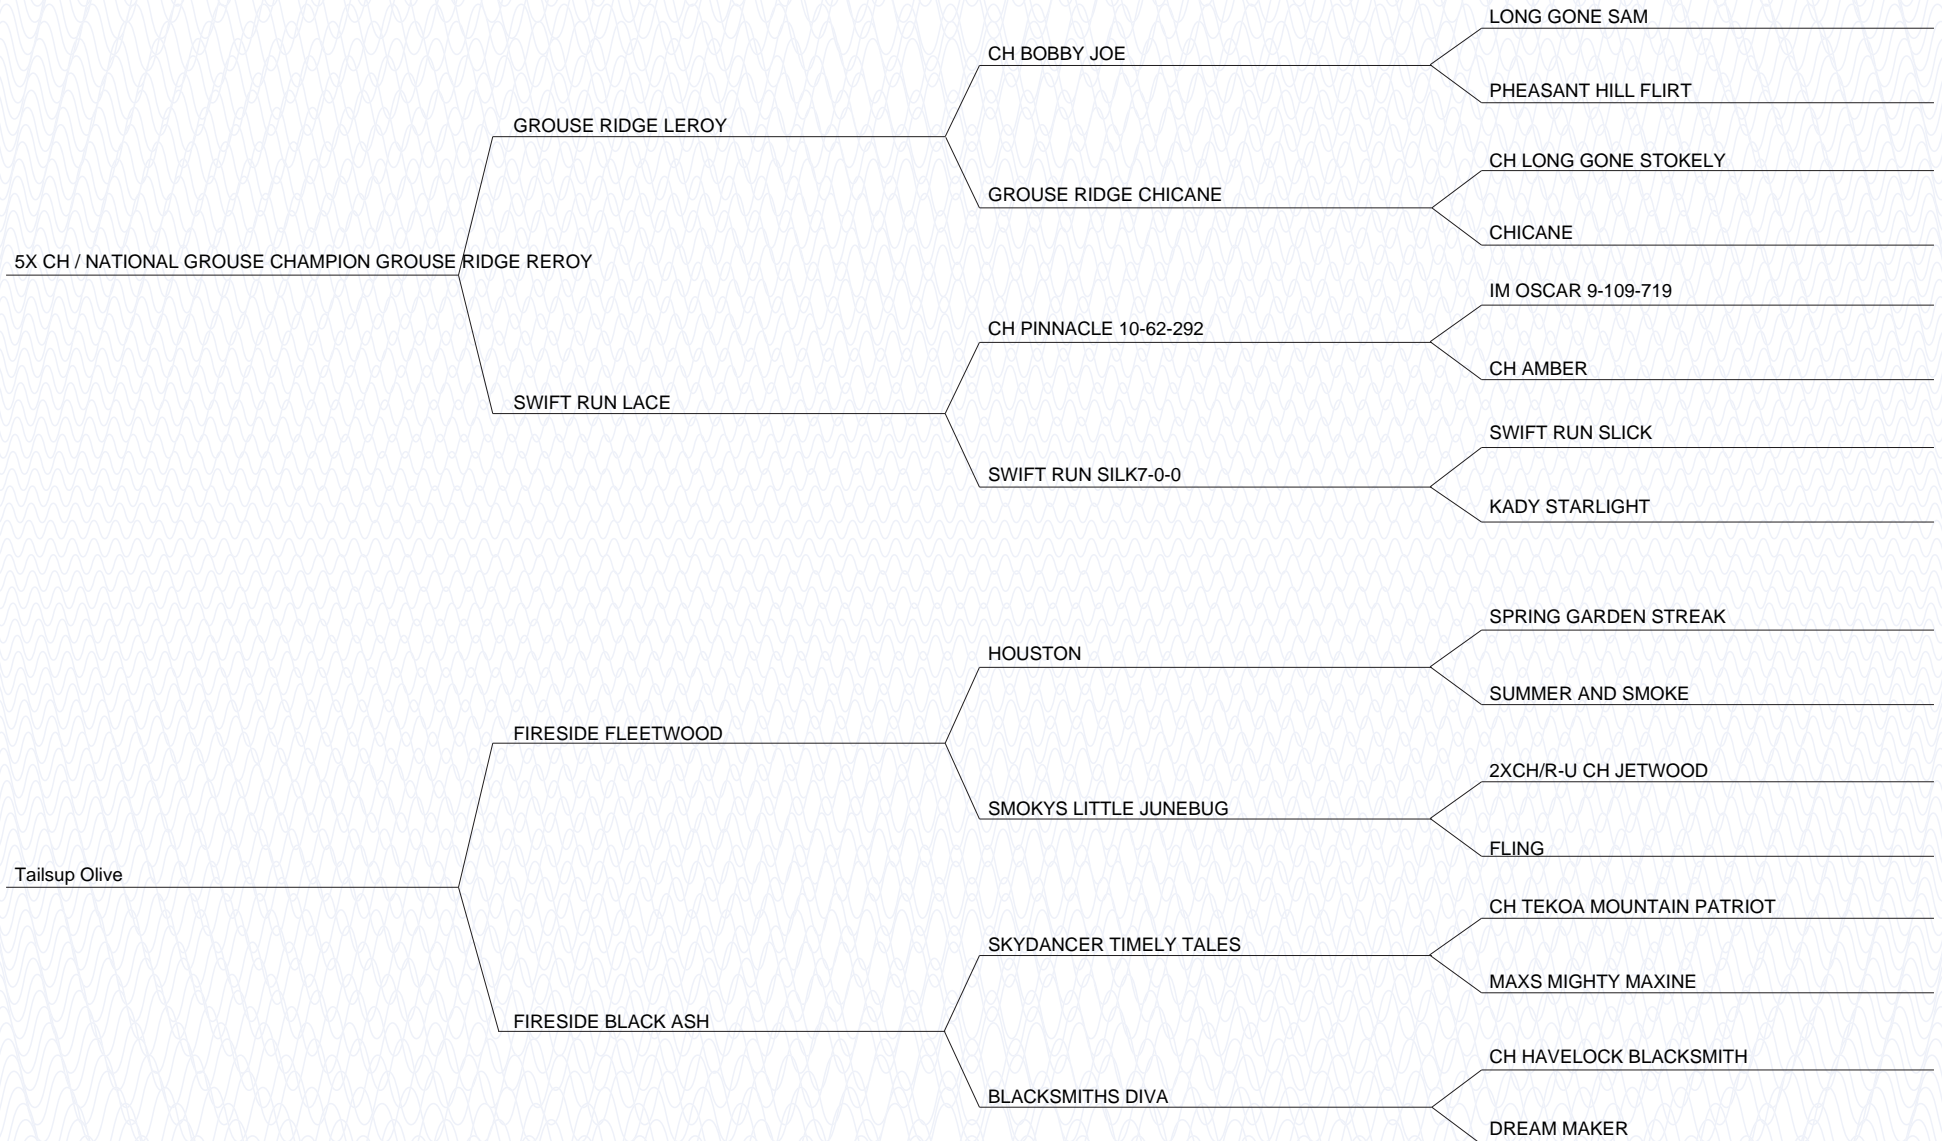 LONG GONE SAM
CH BOBBY JOE
PHEASANT HILL FLIRT
GROUSE RIDGE LEROY
CH LONG GONE STOKELY
GROUSE RIDGE CHICANE
CHICANE
5X CH / NATIONAL GROUSE CHAMPION GROUSE RIDGE REROY
IM OSCAR 9-109-719
CH PINNACLE 10-62-292
CH AMBER
SWIFT RUN LACE
SWIFT RUN SLICK
SWIFT RUN SILK7-0-0
KADY STARLIGHT
SPRING GARDEN STREAK
HOUSTON
SUMMER AND SMOKE
FIRESIDE FLEETWOOD
2XCH/R-U CH JETWOOD
SMOKYS LITTLE JUNEBUG
FLING
Tailsup Olive
CH TEKOA MOUNTAIN PATRIOT
SKYDANCER TIMELY TALES
MAXS MIGHTY MAXINE
FIRESIDE BLACK ASH
CH HAVELOCK BLACKSMITH
BLACKSMITHS DIVA
DREAM MAKER